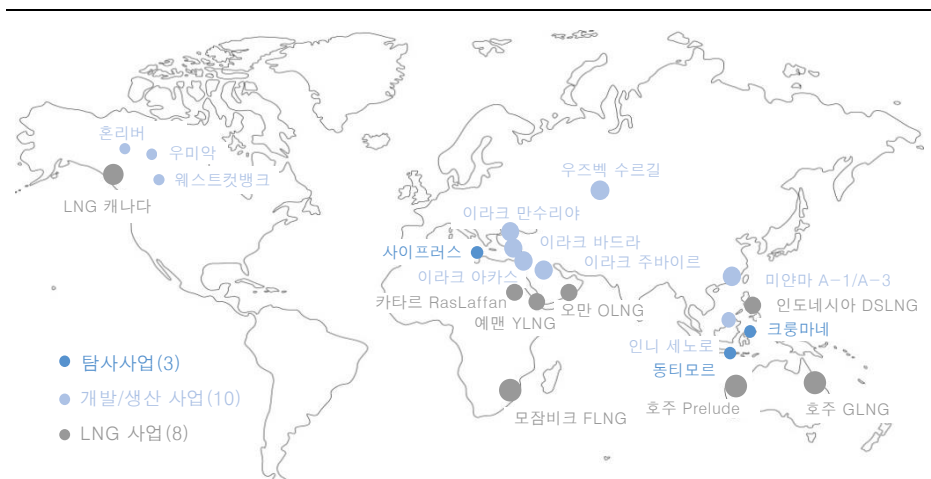 혼리버
우미악
웨스트컷뱅크
LNG 캐나다
우즈벡 수르길
이라크 만수리야
사이프러스
이라크 바드라
이라크 주바이르
이라크 아카스
미얀마 A-1/A-3
카타르 RasLaffan
오만 OLNG
예맨 YLNG
인도네시아 DSLNG
크룽마네
인니 세노로
동티모르
탐사사업(3)
개발/생산 사업(10)
LNG 사업(8)
모잠비크 FLNG
호주 Prelude
호주 GLNG